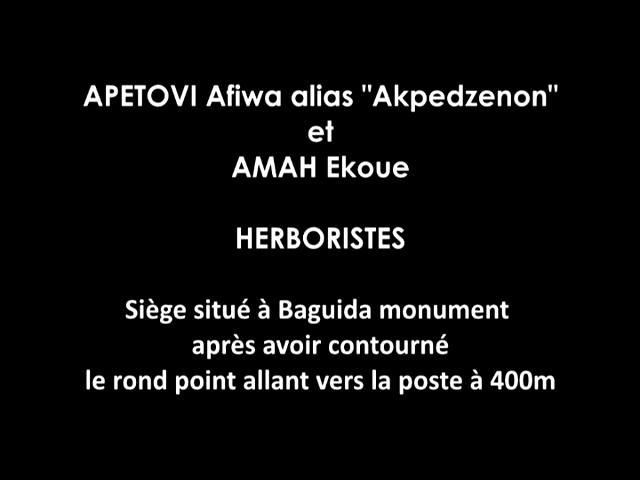 APETOVI Afiwa alias "Akpedzenon"
et
AMAH Ekoue
HERBORISTES
Siège situé à Baguida monument
après avoir contourné
le rond point allant vers la poste à 400m